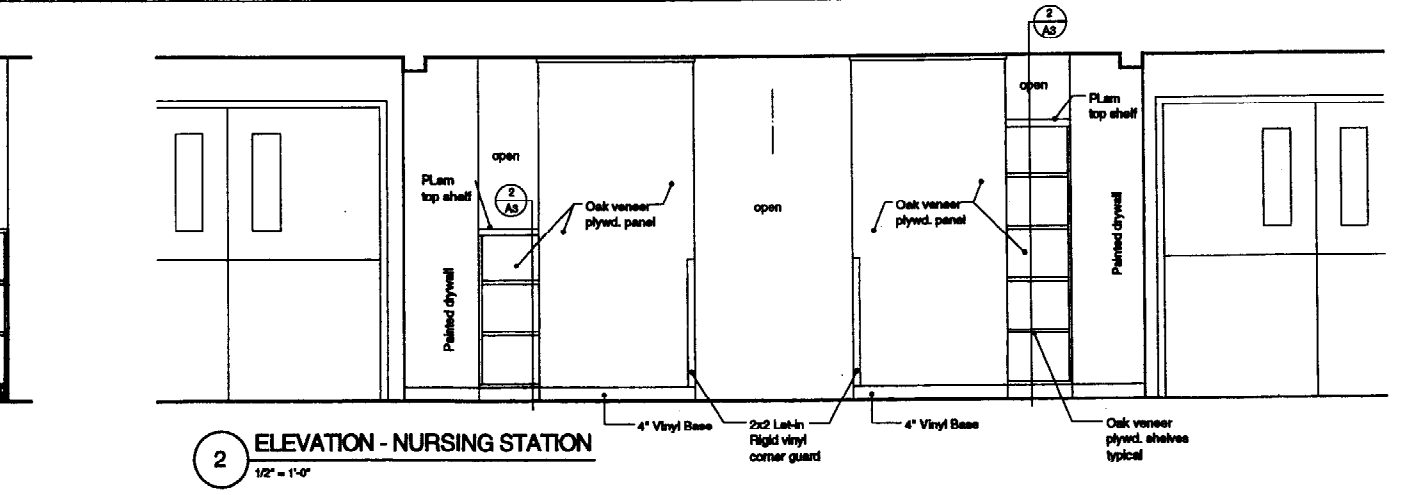 2
A3
open
PLam
top shelf
open
PLam
top shelf
2
A3
Oak veneer
plywd. panel
open
Oak veneer
plywd. panel
Painted drywall
Painted drywall
4" Vinyl Base
2x2 Let-in
Rigid vinyl
corner guard
4" Vinyl Base
Oak veneer
plywd. shelves
typical
2
ELEVATION - NURSING STATION
1/2" = 1'-0"